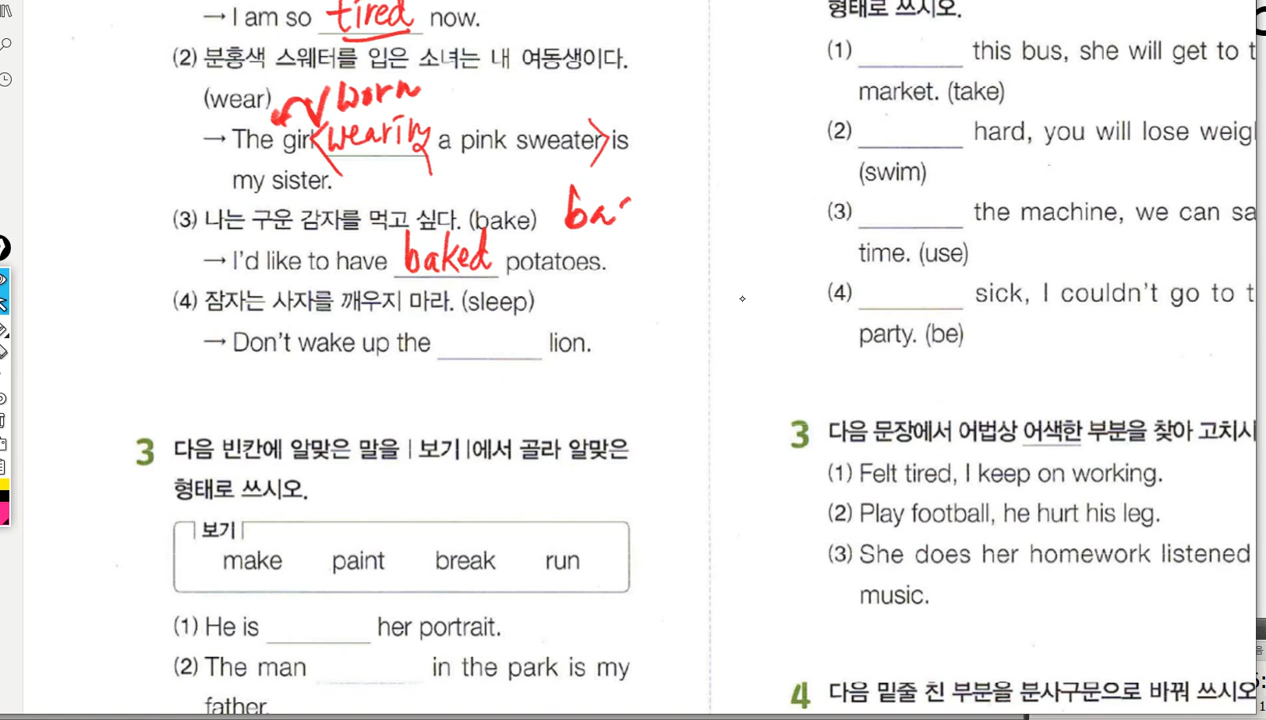 → I am so tired now.
(2) 분홍색 스웨터를 입은 소녀는 내 여동생이다.
(wear) born
→ The girl wearing a pink sweater is
my sister.
(3) 나는 구운 감자를 먹고 싶다. (bake) ba
→ I'd like to have baked potatoes.
(4) 잠자는 사자를 깨우지 마라. (sleep)
→ Don't wake up the ______ lion.
3 다음 빈칸에 알맞은 말을 | 보기 |에서 골라 알맞은
형태로 쓰시오.
| 보기 |
make paint break run
(1) He is ______ her portrait.
(2) The man ______ in the park is my
father.
형태로 쓰시오.
(1) ______ this bus, she will get to t
market. (take)
(2) ______ hard, you will lose weig
(swim)
(3) ______ the machine, we can sa
time. (use)
(4) ______ sick, I couldn't go to t
party. (be)
3 다음 문장에서 어법상 어색한 부분을 찾아 고치시
(1) Felt tired, I keep on working.
(2) Play football, he hurt his leg.
(3) She does her homework listened
music.
4 다음 밑줄 친 부분을 분사구문으로 바꿔 쓰시오